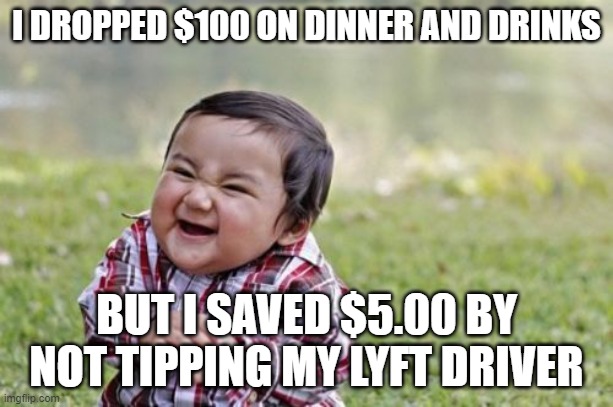 I DROPPED $100 ON DINNER AND DRINKS
BUT I SAVED $5.00 BY
NOT TIPPING MY LYFT DRIVER
imgflip.com